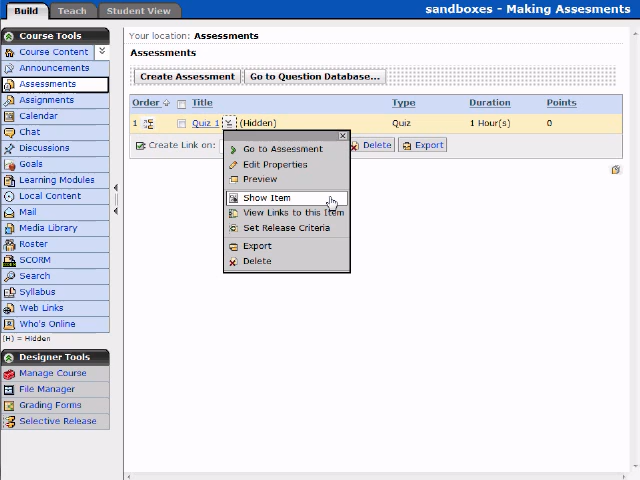 Build Teach Student View sandboxes - Making Assesments
Course Tools
Course Content
Announcements
Assessments
Assignments
Calendar
Chat
Discussions
Goals
Learning Modules
Local Content
Mail
Media Library
Roster
SCORM
Search
Syllabus
Web Links
Who's Online
(H) = Hidden
Designer Tools
Manage Course
File Manager
Grading Forms
Selective Release
Your location: Assessments
Assessments
Create Assessment Go to Question Database...
Order Title Type Duration Points
1 Quiz 1 (Hidden) Quiz 1 Hour(s) 0
Create Link on: Delete Export
Go to Assessment
Edit Properties
Preview
Show Item
View Links to this Item
Set Release Criteria
Export
Delete